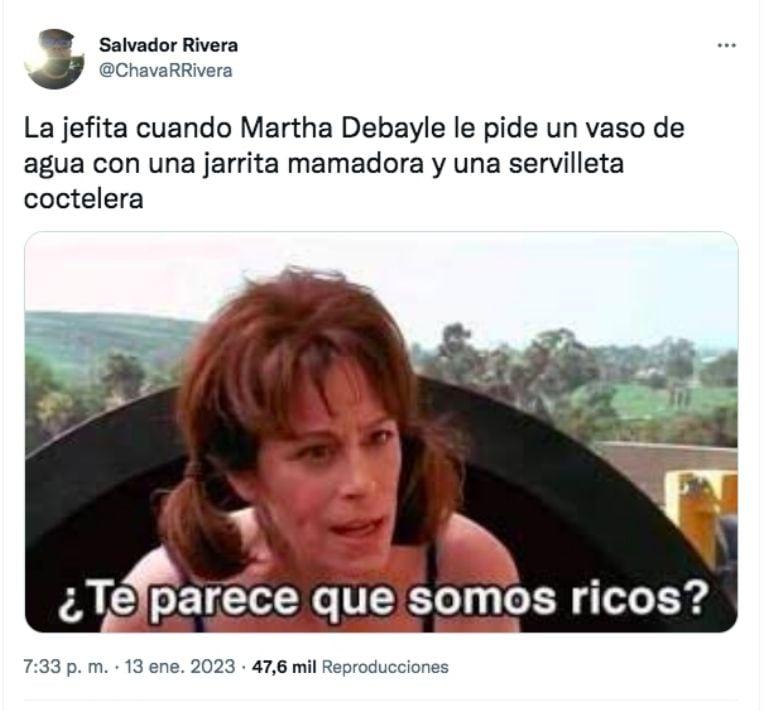 Salvador Rivera
@ChavaRRivera
La jefita cuando Martha Debayle le pide un vaso de
agua con una jarrita mamadora y una servilleta
coctelera
¿Te parece que somos ricos?
7:33 p. m. · 13 ene. 2023 · 47,6 mil Reproducciones